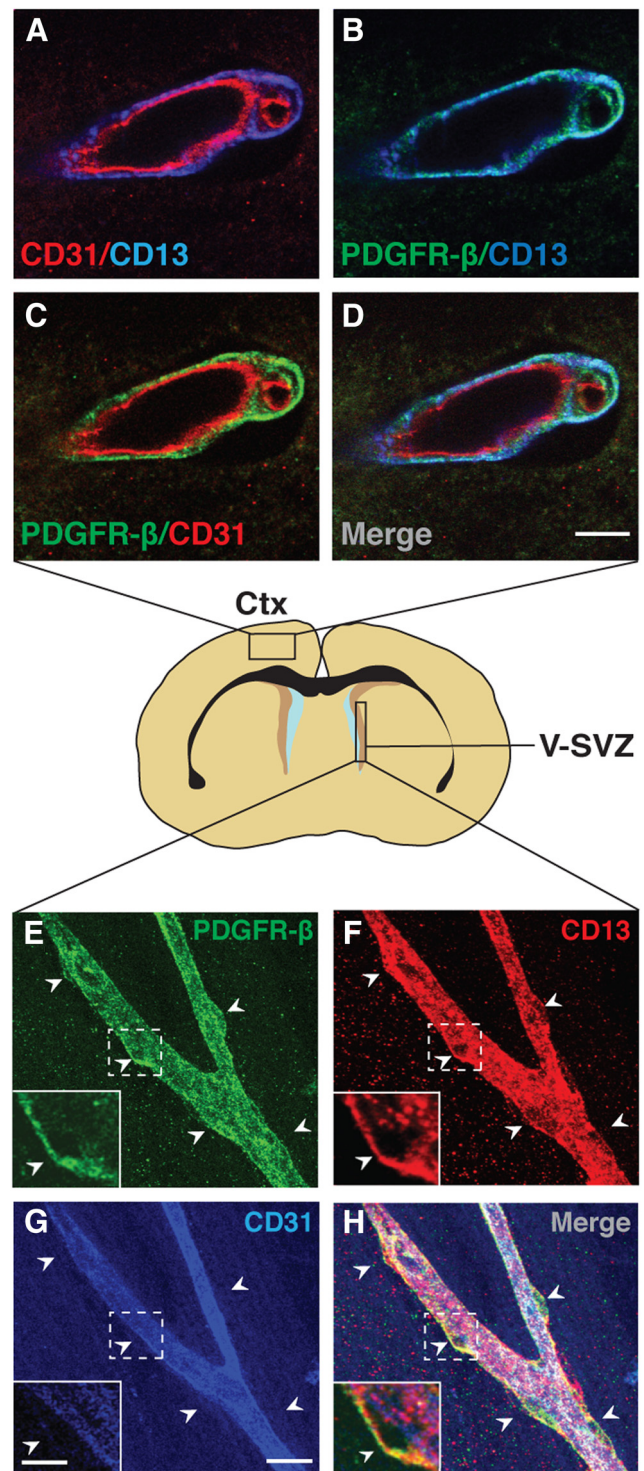 A
CD31/CD13
B
PDGFR-β/CD13
C
PDGFR-β/CD31
D
Merge
Ctx
V-SVZ
E
PDGFR-β
F
CD13
G
CD31
H
Merge